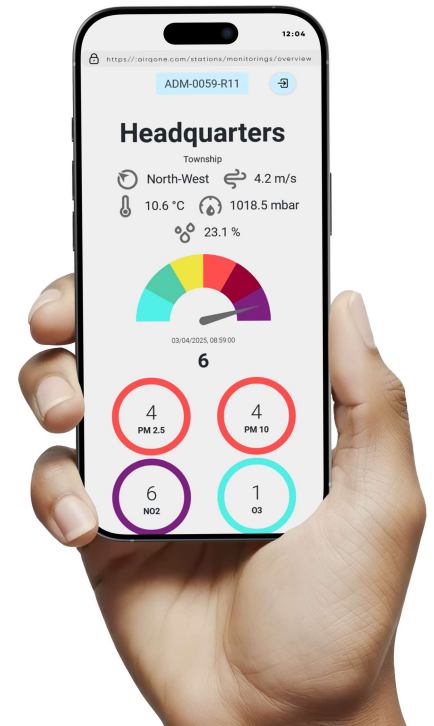 12:04
https://:airqone.com/stations/monitorings/overview
ADM-0059-R11
Headquarters
Township
North-West 4.2 m/s
10.6 °C 1018.5 mbar
23.1 %
03/04/2025, 08:59:00
6
4 4
PM 2.5 PM 10
6 1
NO2 O3